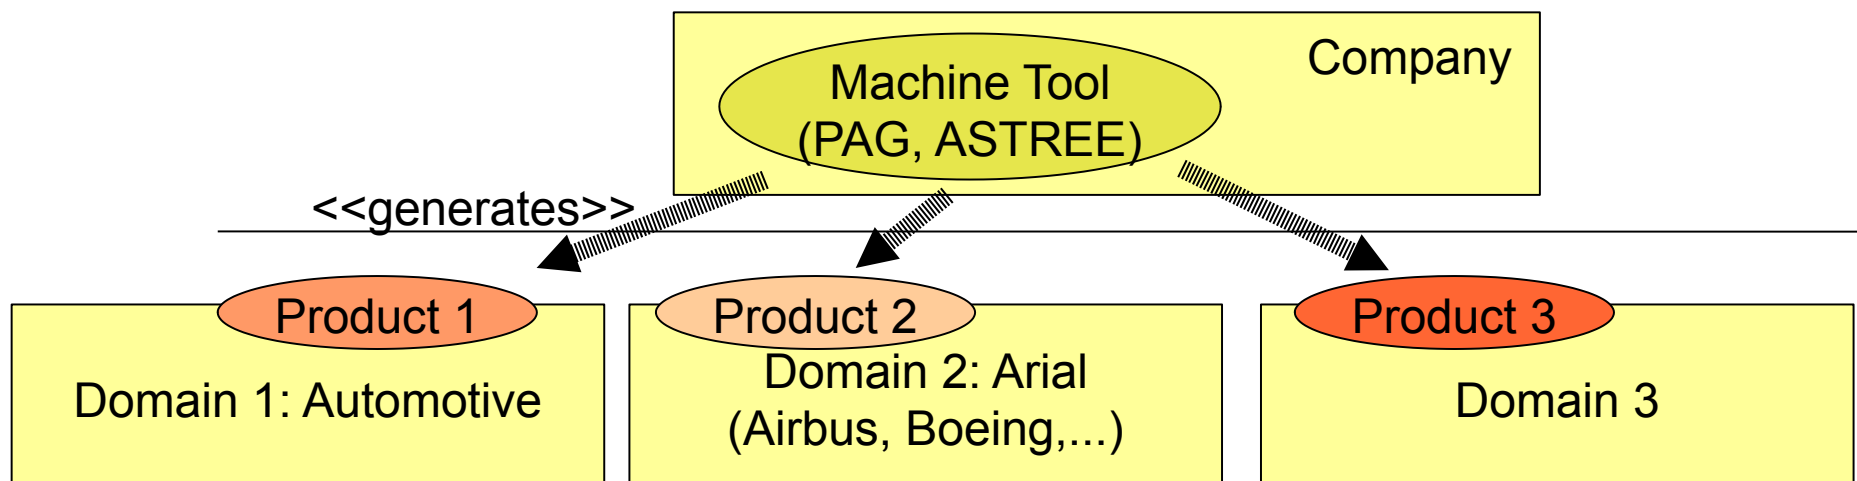 Company
Machine Tool
(PAG, ASTREE)
<<generates>>
Product 1
Product 2
Product 3
Domain 1: Automotive
Domain 2: Arial
(Airbus, Boeing,...)
Domain 3